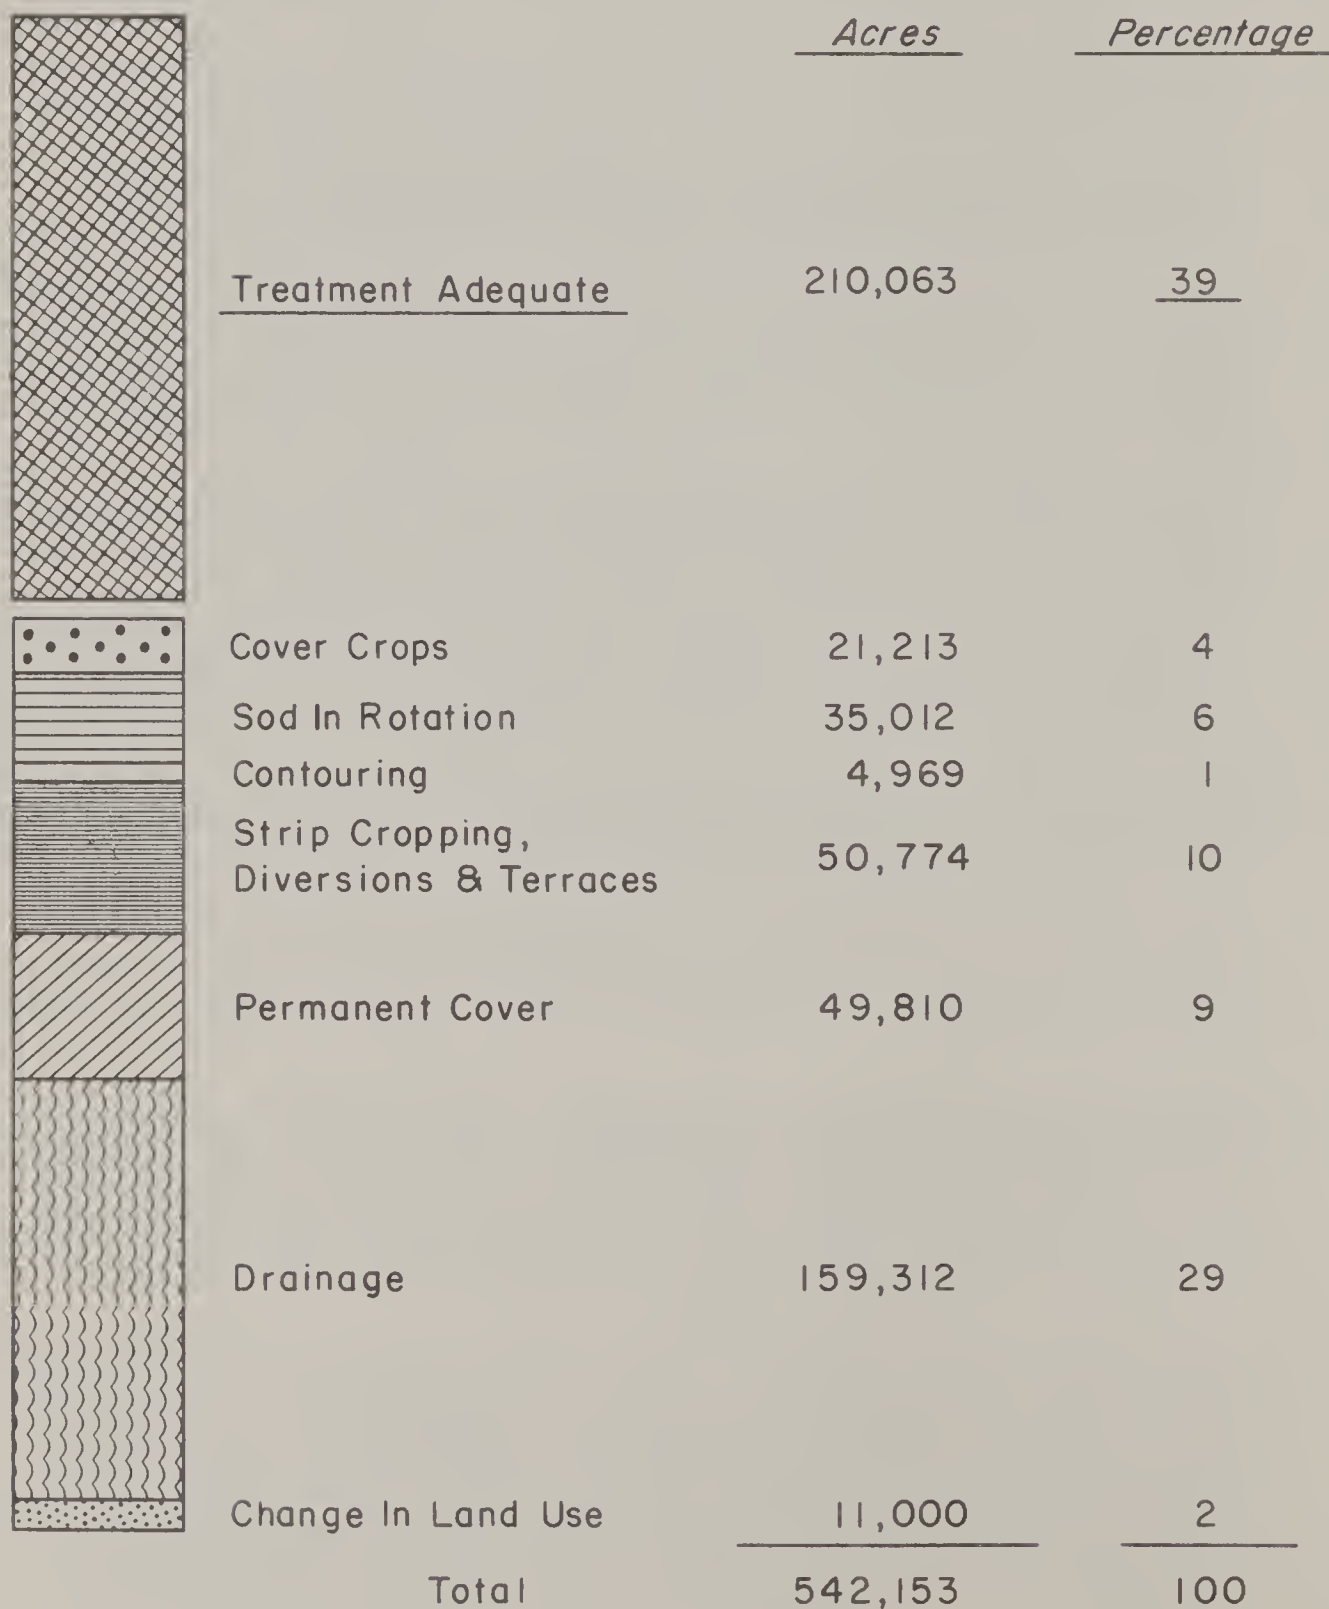 Acres Percentage
Treatment Adequate 210,063 39
Cover Crops 21,213 4
Sod In Rotation 35,012 6
Contouring 4,969 1
Strip Cropping,
Diversions & Terraces 50,774 10
Permanent Cover 49,810 9
Drainage 159,312 29
Change In Land Use 11,000 2
Total 542,153 100